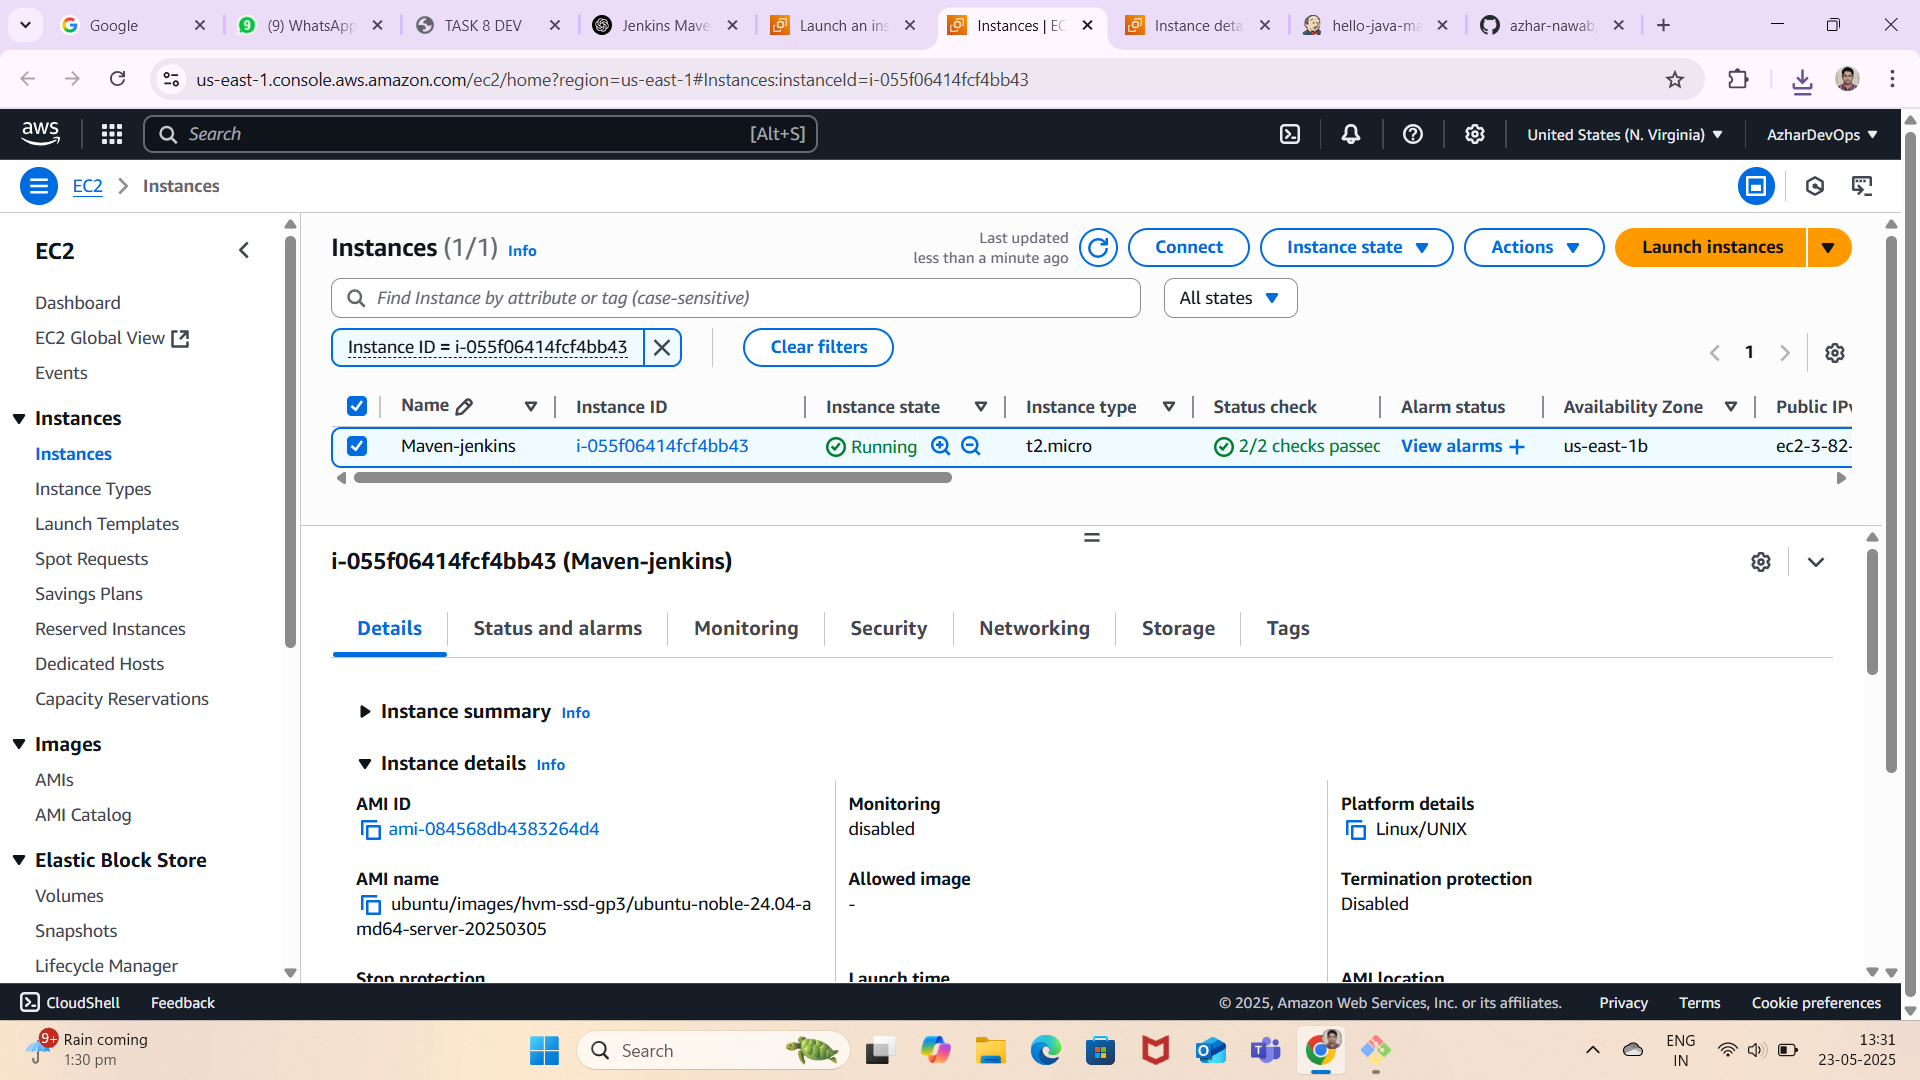 Google
(9) WhatsApp
TASK 8 DEV
Jenkins Mave
Launch an ins
Instances | EC
Instance deta
hello-java-ma
azhar-nawab
us-east-1.console.aws.amazon.com/ec2/home?region=us-east-1#Instances:instanceId=i-055f06414fcf4bb43
aws
Search
[Alt+S]
United States (N. Virginia)
AzharDevOps
EC2
Instances
EC2
Dashboard
EC2 Global View
Events
Instances
Instances
Instance Types
Launch Templates
Spot Requests
Savings Plans
Reserved Instances
Dedicated Hosts
Capacity Reservations
Images
AMIs
AMI Catalog
Elastic Block Store
Volumes
Snapshots
Lifecycle Manager
Instances (1/1) Info
Last updated
less than a minute ago
Connect
Instance state
Actions
Launch instances
Find Instance by attribute or tag (case-sensitive)
All states
Instance ID = i-055f06414fcf4bb43
Clear filters
1
Name
Instance ID
Instance state
Instance type
Status check
Alarm status
Availability Zone
Public IPv
Maven-jenkins
i-055f06414fcf4bb43
Running
t2.micro
2/2 checks passed
View alarms
us-east-1b
ec2-3-82-
i-055f06414fcf4bb43 (Maven-jenkins)
Details
Status and alarms
Monitoring
Security
Networking
Storage
Tags
Instance summary Info
Instance details Info
AMI ID
ami-084568db4383264d4
Monitoring
disabled
Platform details
Linux/UNIX
AMI name
ubuntu/images/hvm-ssd-gp3/ubuntu-noble-24.04-a
md64-server-20250305
Allowed image
-
Termination protection
Disabled
Stop protection
Launch time
AMI location
CloudShell
Feedback
© 2025, Amazon Web Services, Inc. or its affiliates.
Privacy
Terms
Cookie preferences
9+
Rain coming
1:30 pm
Search
ENG
IN
13:31
23-05-2025